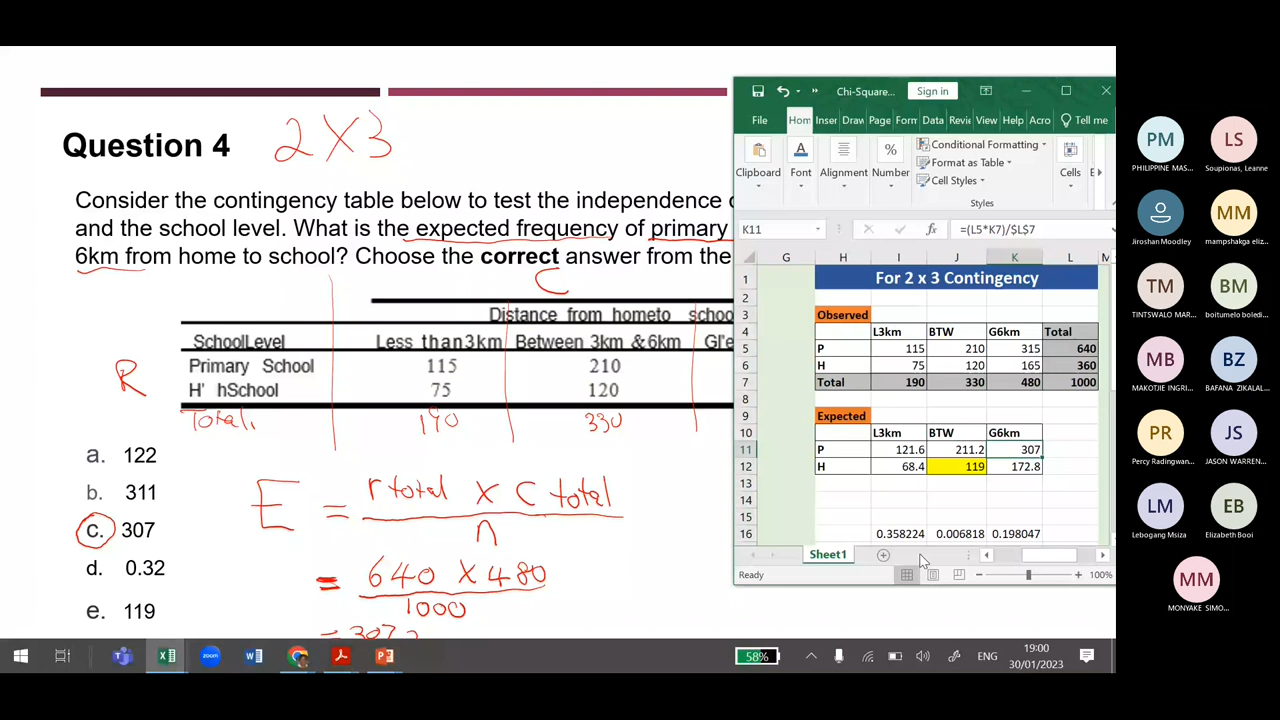 Question 4 2X3
Consider the contingency table below to test the independence
and the school level. What is the expected frequency of primary
6km from home to school? Choose the correct answer from the
C
Distance from hometo schoo
SchoolLevel Less than3km Between 3km &6km
Primary School 115 210
H' hSchool 75 120
R
Total. 190 330
a. 122
b. 311
c. 307
d. 0.32
e. 119
E = rtotal X C total
n
= 640 X 480
1000
Chi-Square... Sign in
File Hom Inser Draw Page Form Data Revie View Help Acro Tell me
Clipboard Font Alignment Number Conditional Formatting Format as Table Cell Styles Cells
Styles
K11 fx =(L5*K7)/$L$7
G H I J K L M
1 For 2 x 3 Contingency
2
3 Observed
4 L3km BTW G6km Total
5 P 115 210 315 640
6 H 75 120 165 360
7 Total 190 330 480 1000
8
9 Expected
10 L3km BTW G6km
11 P 121.6 211.2 307
12 H 68.4 119 172.8
13
14
15
16 0.358224 0.006818 0.198047
Sheet1
Ready 100%
PM LS
PHILIPPINE MAS... Soupionas, Leanne
MM
Jiroshan Moodley mampshakga eliz...
TM BM
TINTSWALO MAR... boitumelo boledi...
MB BZ
MAKOTJIE INGRI... BAFANA ZIKALAL...
PR JS
Percy Radingwan... JASON WARREN...
LM EB
Lebogang Msiza Elizabeth Booi
MM
MONYAKE SIMO...
58% ENG 19:00
30/01/2023